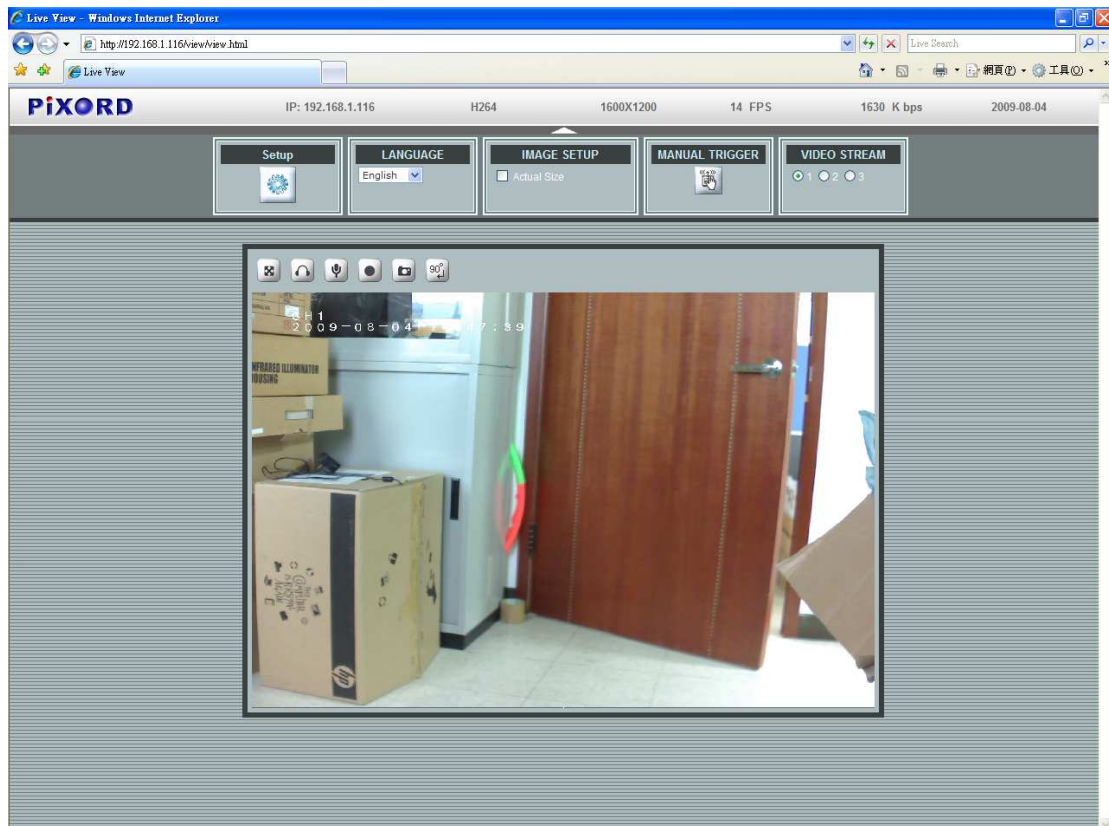 Live View - Windows Internet Explorer
http://192.168.1.116/view/view.html
Live Search
Live View
網頁(P)
工具(O)
PiXORD
IP: 192.168.1.116
H264
1600X1200
14 FPS
1630 K bps
2009-08-04
Setup
LANGUAGE
English
IMAGE SETUP
Actual Size
MANUAL TRIGGER
VIDEO STREAM
1 2 3
90°
2009-08-04
INFRARED ILLUMINATOR
HOUSING
hp